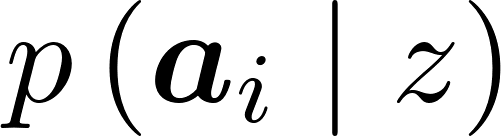 p(𝒂ᵢ | z)